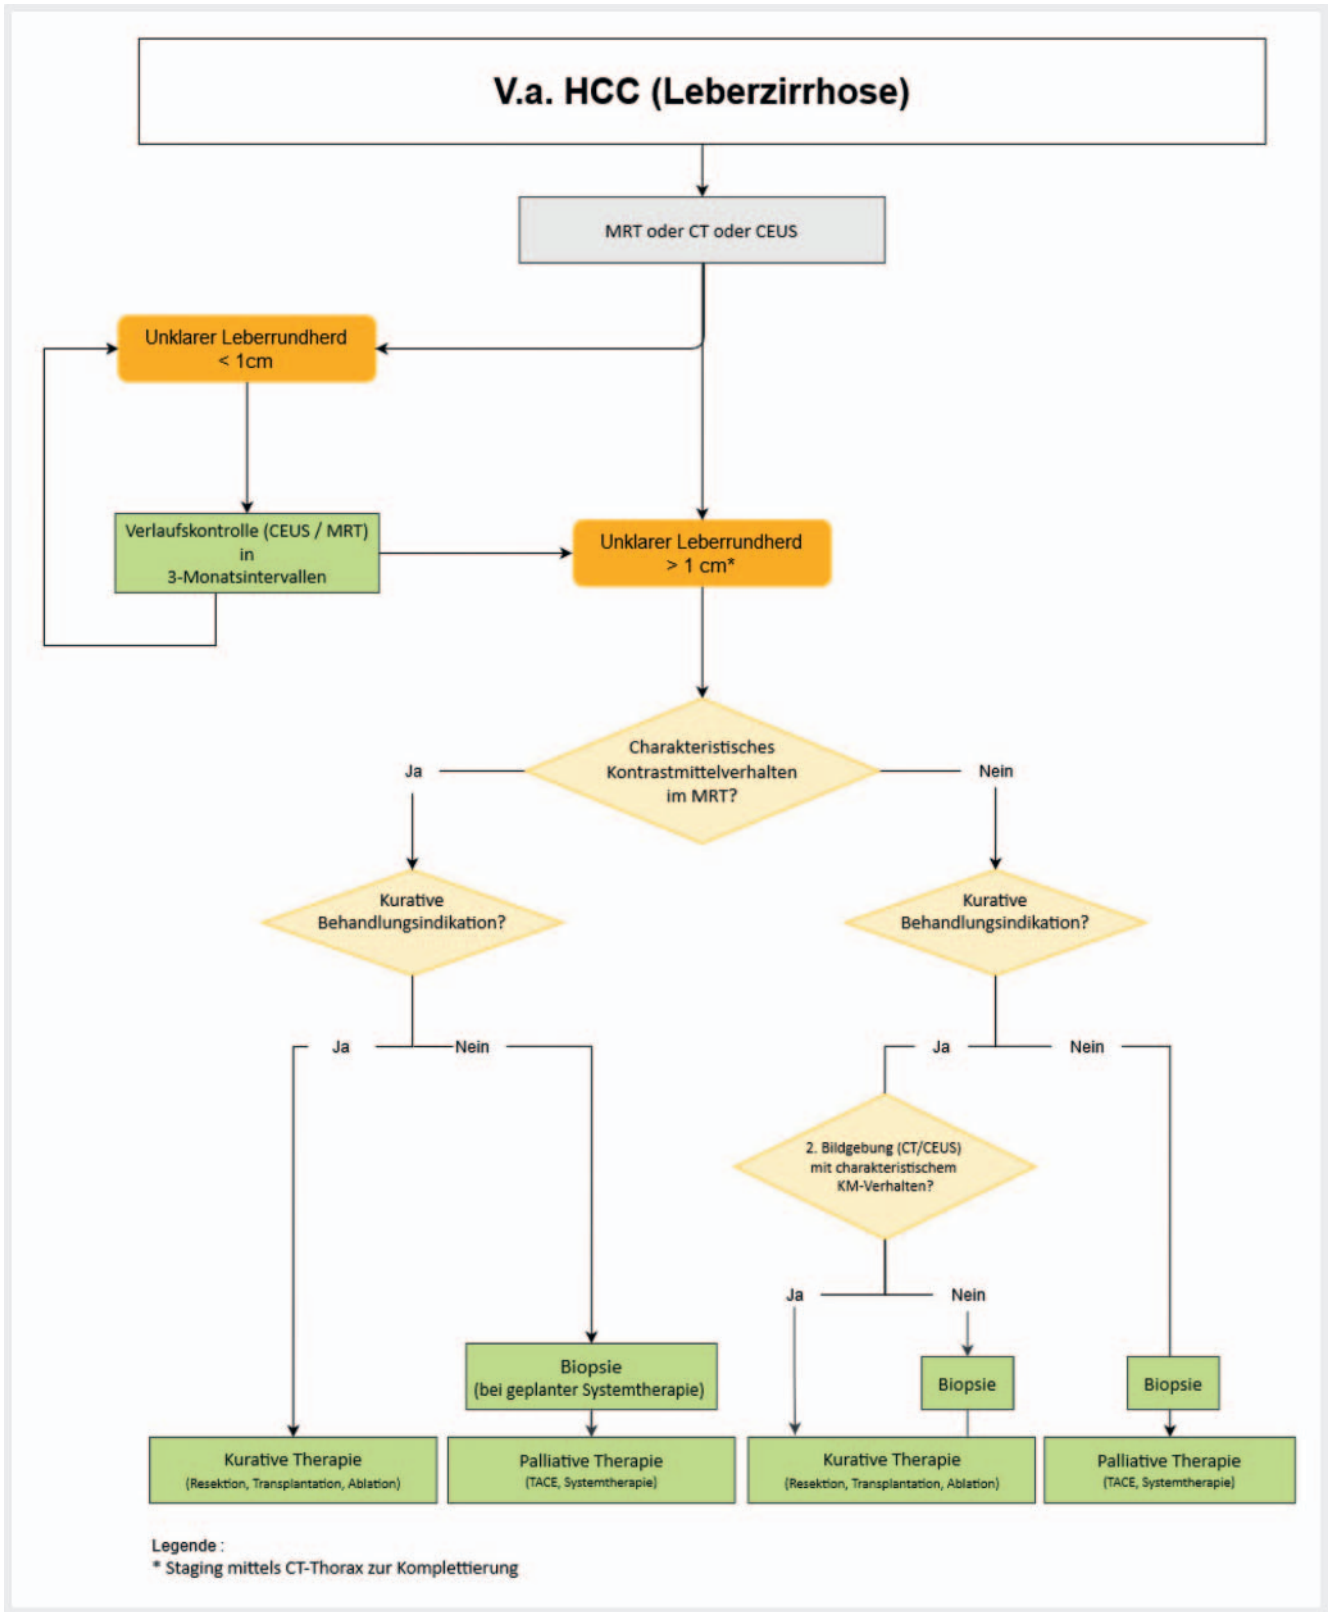 V.a. HCC (Leberzirrhose)
MRT oder CT oder CEUS
Unklarer Leberrundherd
< 1cm
Verlaufskontrolle (CEUS / MRT)
in
3-Monatsintervallen
Unklarer Leberrundherd
> 1 cm*
Charakteristisches
Kontrastmittelverhalten
im MRT?
Ja
Nein
Kurative
Behandlungsindikation?
Kurative
Behandlungsindikation?
Ja
Nein
Ja
Nein
2. Bildgebung (CT/CEUS)
mit charakteristischem
KM-Verhalten?
Ja
Nein
Biopsie
(bei geplanter Systemtherapie)
Biopsie
Biopsie
Kurative Therapie
(Resektion, Transplantation, Ablation)
Palliative Therapie
(TACE, Systemtherapie)
Kurative Therapie
(Resektion, Transplantation, Ablation)
Palliative Therapie
(TACE, Systemtherapie)
Legende :
* Staging mittels CT-Thorax zur Komplettierung